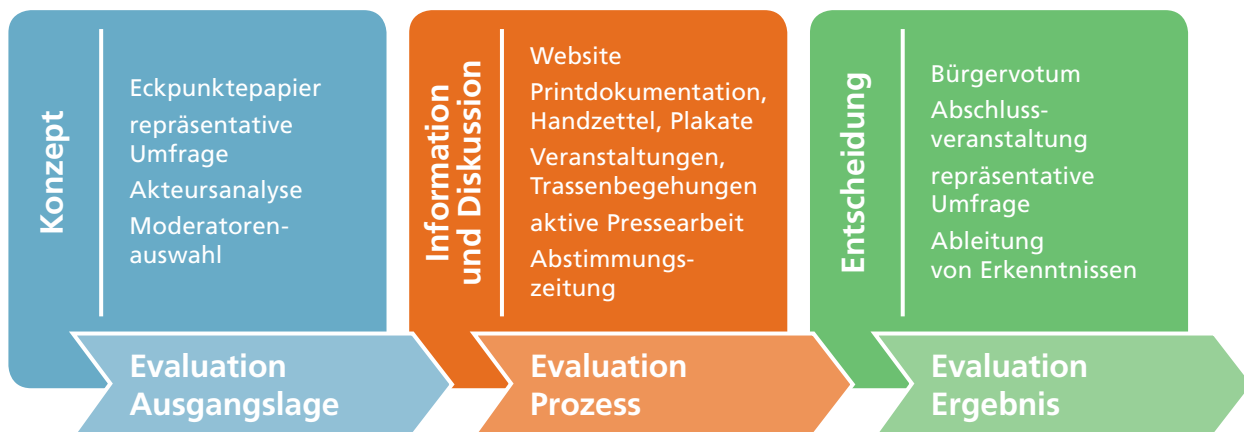 Konzept
Eckpunktepapier
repräsentative
Umfrage
Akteursanalyse
Moderatoren-
auswahl
Evaluation
Ausgangslage
Information
und Diskussion
Website
Printdokumentation,
Handzettel, Plakate
Veranstaltungen,
Trassenbegehungen
aktive Pressearbeit
Abstimmungs-
zeitung
Evaluation
Prozess
Entscheidung
Bürgervotum
Abschluss-
veranstaltung
repräsentative
Umfrage
Ableitung
von Erkenntnissen
Evaluation
Ergebnis